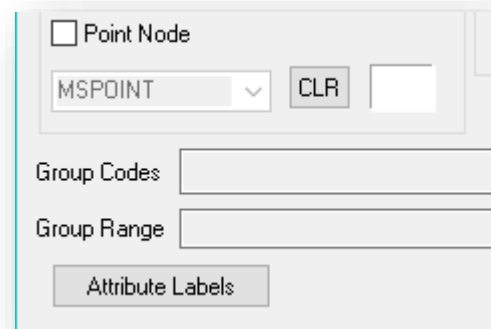 Point Node
MSPOINT CLR
Group Codes
Group Range
Attribute Labels